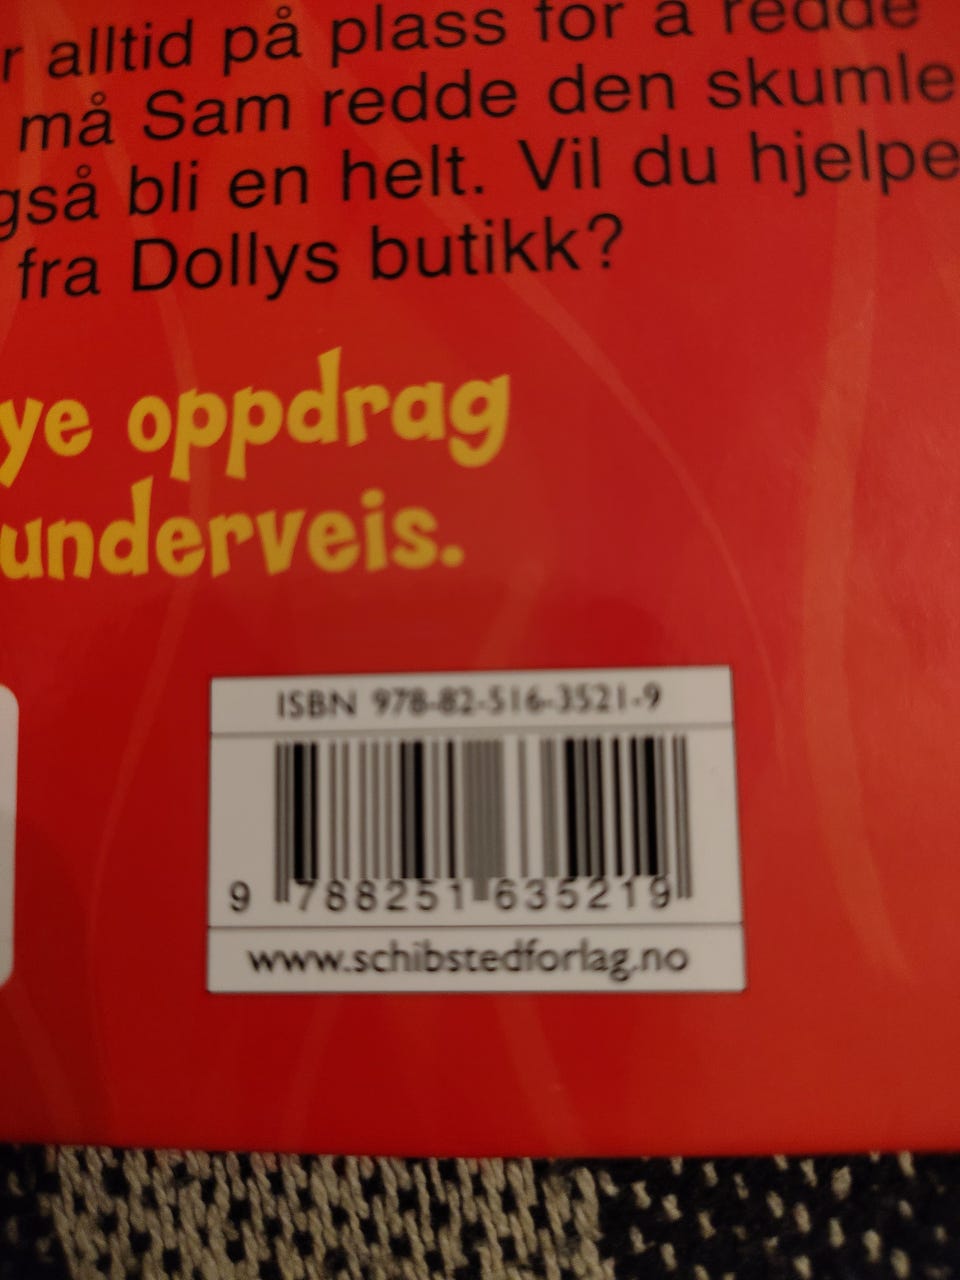 r alltid på plass for å redde
må Sam redde den skumle
gså bli en helt. Vil du hjelpe
fra Dollys butikk?
ye oppdrag
underveis.
ISBN 978-82-516-3521-9
9 788251 635219
www.schibstedforlag.no